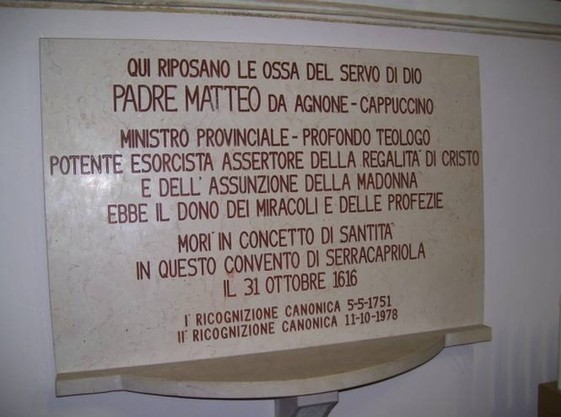 QUI RIPOSANO LE OSSA DEL SERVO DI DIO
PADRE MATTEO DA AGNONE - CAPPUCCINO
MINISTRO PROVINCIALE - PROFONDO TEOLOGO
POTENTE ESORCISTA ASSERTORE DELLA REGALITA' DI CRISTO
E DELL' ASSUNZIONE DELLA MADONNA
EBBE IL DONO DEI MIRACOLI E DELLE PROFEZIE
MORI' IN CONCETTO DI SANTITA'
IN QUESTO CONVENTO DI SERRACAPRIOLA
IL 31 OTTOBRE 1616
I^ RICOGNIZIONE CANONICA 5-5-1751
II^ RICOGNIZIONE CANONICA 11-10-1978